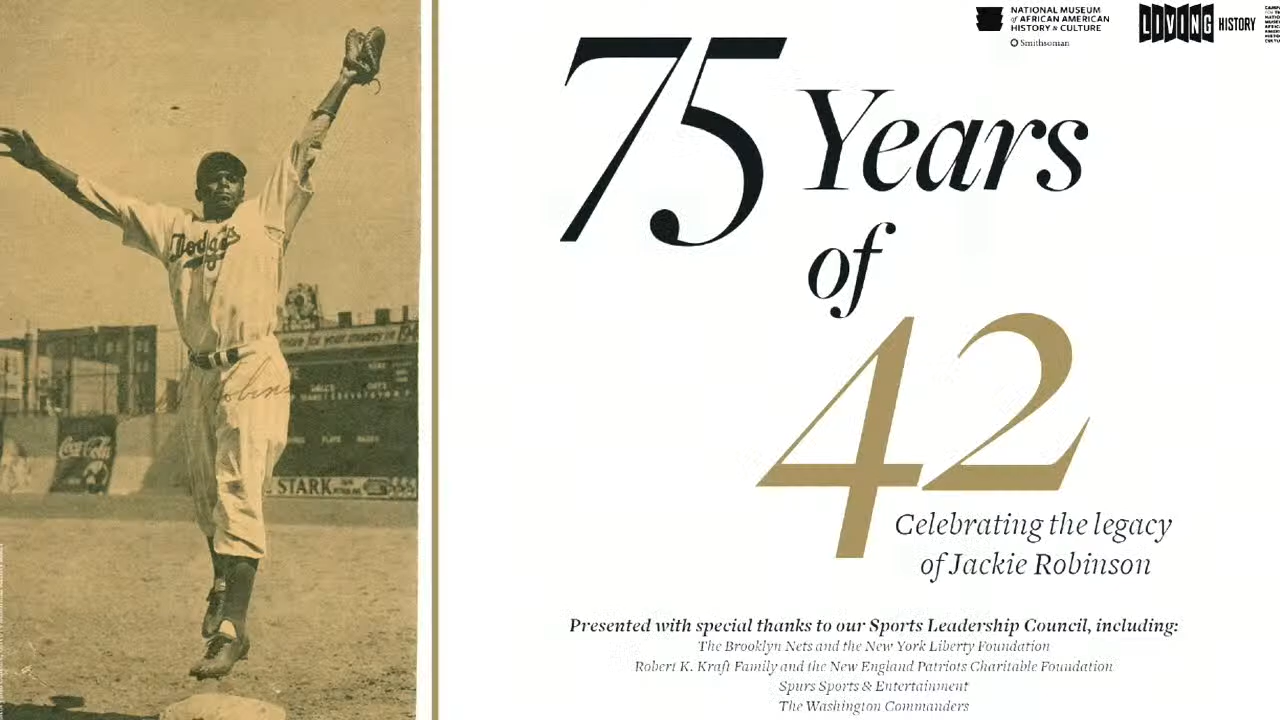 NATIONAL MUSEUM
of AFRICAN AMERICAN
HISTORY & CULTURE
Smithsonian
LIVING HISTORY
75 Years
of
42
Celebrating the legacy
of Jackie Robinson
Presented with special thanks to our Sports Leadership Council, including:
The Brooklyn Nets and the New York Liberty Foundation
Robert K. Kraft Family and the New England Patriots Charitable Foundation
Spurs Sports & Entertainment
The Washington Commanders
Dodge
Coca-Cola
STARK